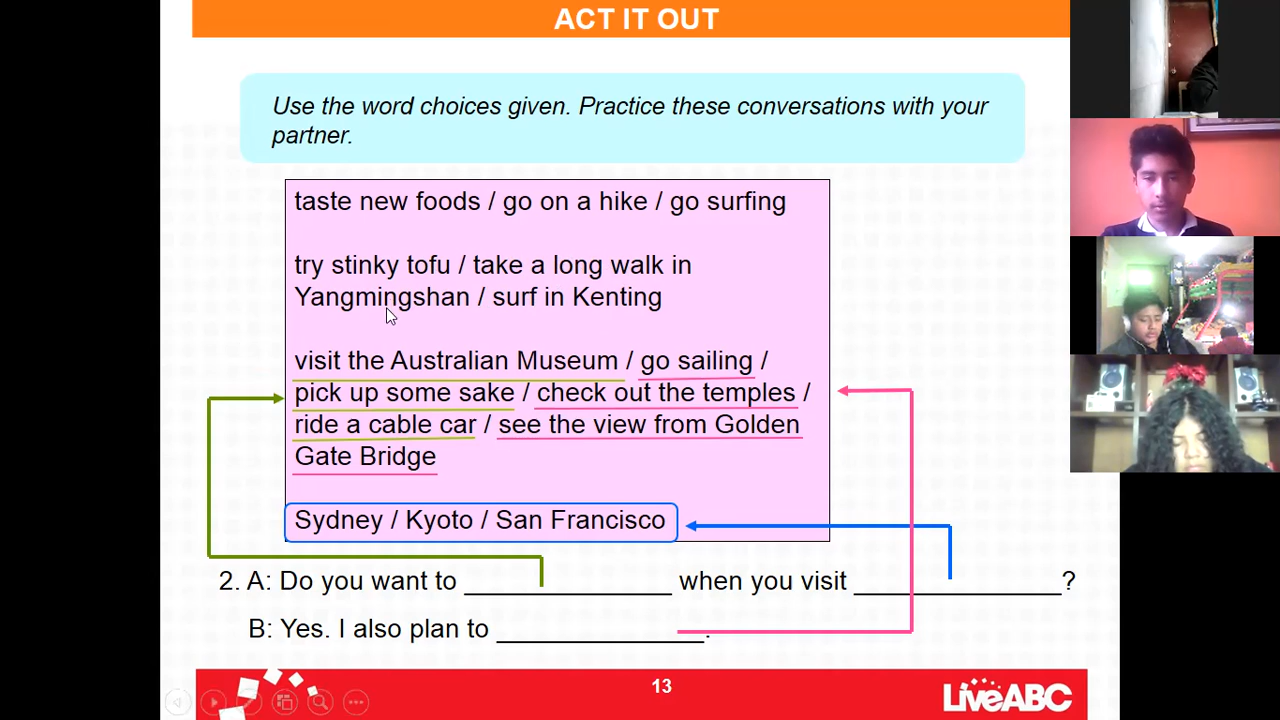 ACT IT OUT
Use the word choices given. Practice these conversations with your
partner.
taste new foods / go on a hike / go surfing
try stinky tofu / take a long walk in
Yangmingshan / surf in Kenting
visit the Australian Museum / go sailing /
pick up some sake / check out the temples /
ride a cable car / see the view from Golden
Gate Bridge
Sydney / Kyoto / San Francisco
2. A: Do you want to ____________ when you visit ____________?
B: Yes. I also plan to ____________.
13
LiveABC